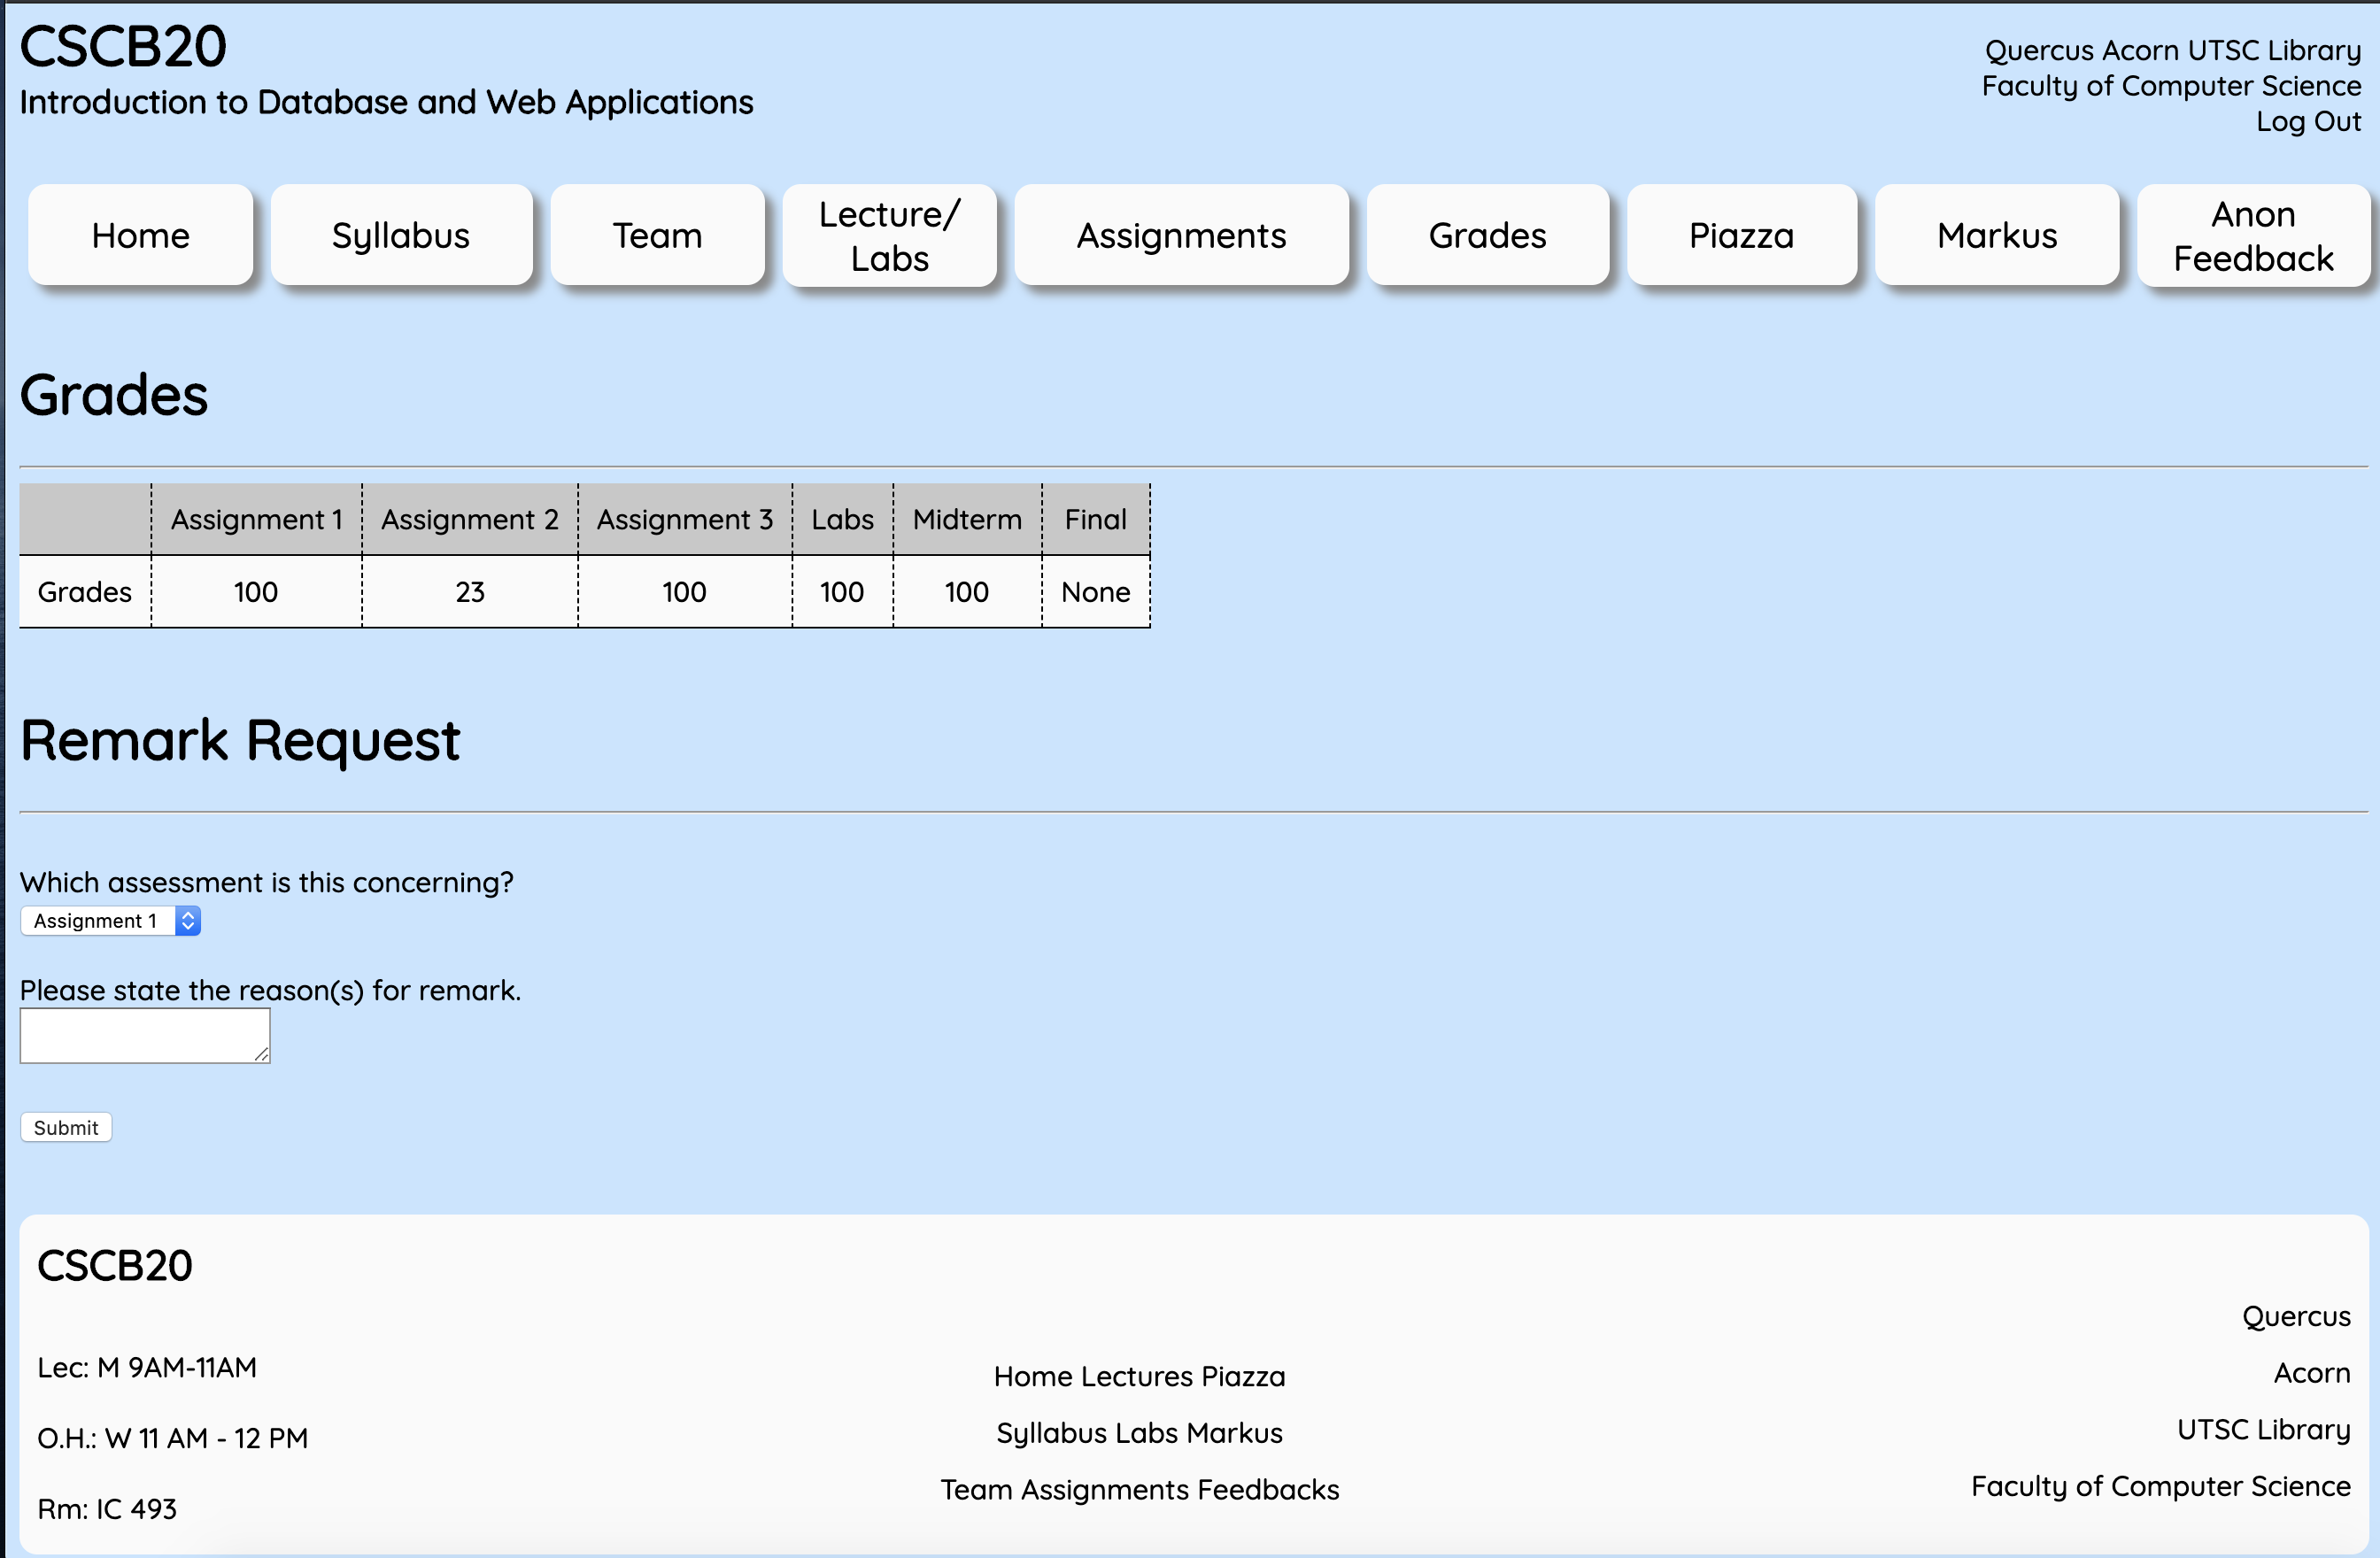 CSCB20
Introduction to Database and Web Applications
Quercus Acorn UTSC Library
Faculty of Computer Science
Log Out
Home
Syllabus
Team
Lecture/
Labs
Assignments
Grades
Piazza
Markus
Anon
Feedback
Grades
Assignment 1 Assignment 2 Assignment 3 Labs Midterm Final
Grades 100 23 100 100 100 None
Remark Request
Which assessment is this concerning?
Assignment 1
Please state the reason(s) for remark.
Submit
CSCB20
Lec: M 9AM-11AM
O.H.: W 11 AM - 12 PM
Rm: IC 493
Home Lectures Piazza
Syllabus Labs Markus
Team Assignments Feedbacks
Quercus
Acorn
UTSC Library
Faculty of Computer Science